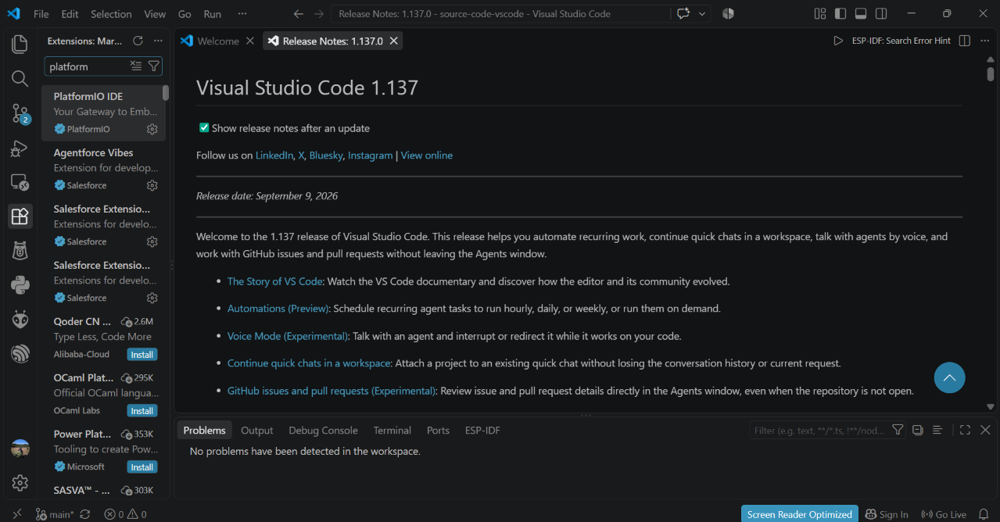 File Edit Selection View Go Run ···
Release Notes: 1.137.0 - source-code-vscode - Visual Studio Code
Extensions: Mar...
platform
PlatformIO IDE
Your Gateway to Emb...
PlatformIO
Agentforce Vibes
Extension for develop...
Salesforce
Salesforce Extensio...
Extensions for develo...
Salesforce
Salesforce Extensio...
Extensions for develo...
Salesforce
Qoder CN ... 2.6M
Type Less, Code More
Alibaba-Cloud Install
OCaml Plat... 295K
Official OCaml langua...
OCaml Labs Install
Power Plat... 353K
Tooling to create Pow...
Microsoft Install
SASVA™ - ... 303K
2
Welcome Release Notes: 1.137.0
ESP-IDF: Search Error Hint
Visual Studio Code 1.137
Show release notes after an update
Follow us on LinkedIn, X, Bluesky, Instagram | View online
Release date: September 9, 2026
Welcome to the 1.137 release of Visual Studio Code. This release helps you automate recurring work, continue quick chats in a workspace, talk with agents by voice, and
work with GitHub issues and pull requests without leaving the Agents window.
• The Story of VS Code: Watch the VS Code documentary and discover how the editor and its community evolved.
• Automations (Preview): Schedule recurring agent tasks to run hourly, daily, or weekly, or run them on demand.
• Voice Mode (Experimental): Talk with an agent and interrupt or redirect it while it works on your code.
• Continue quick chats in a workspace: Attach a project to an existing quick chat without losing the conversation history or current request.
• GitHub issues and pull requests (Experimental): Review issue and pull request details directly in the Agents window, even when the repository is not open.
Problems Output Debug Console Terminal Ports ESP-IDF
Filter (e.g. text, **/*.ts, !**/nod...
No problems have been detected in the workspace.
main* 0 0
Screen Reader Optimized Sign In Go Live